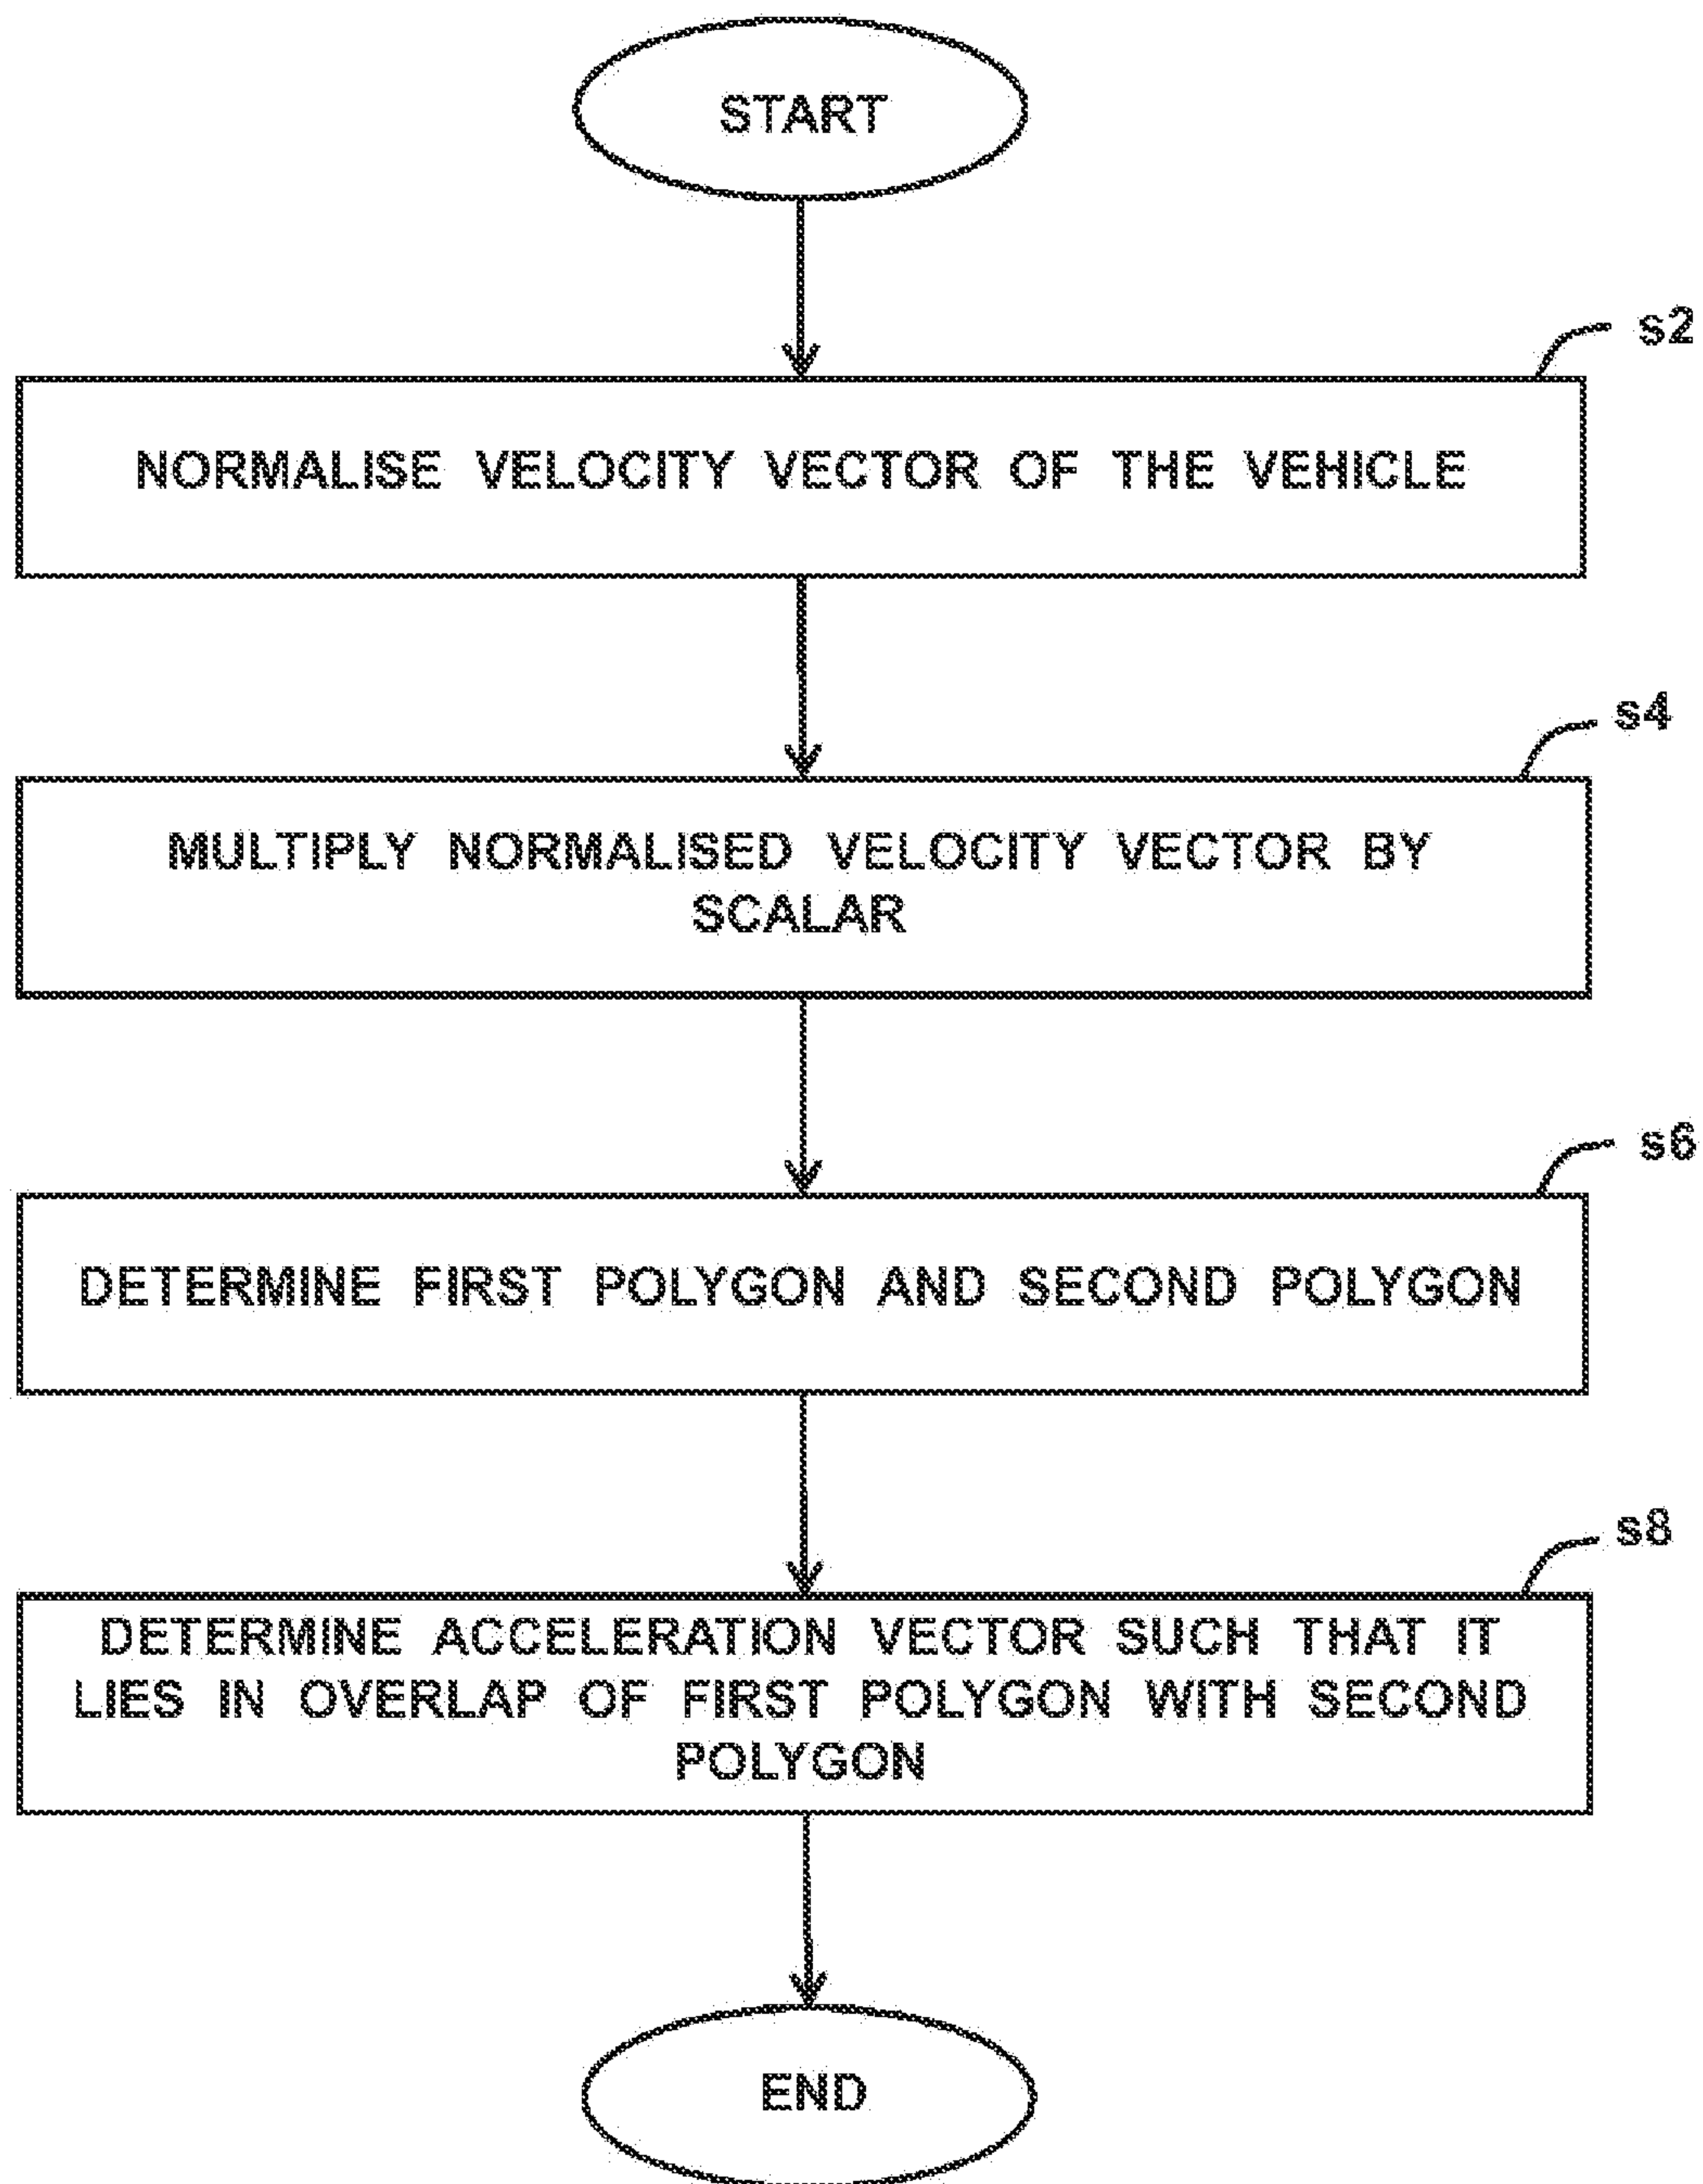 START
s2
NORMALISE VELOCITY VECTOR OF THE VEHICLE
s4
MULTIPLY NORMALISED VELOCITY VECTOR BY
SCALAR
s6
DETERMINE FIRST POLYGON AND SECOND POLYGON
s8
DETERMINE ACCELERATION VECTOR SUCH THAT IT
LIES IN OVERLAP OF FIRST POLYGON WITH SECOND
POLYGON
END